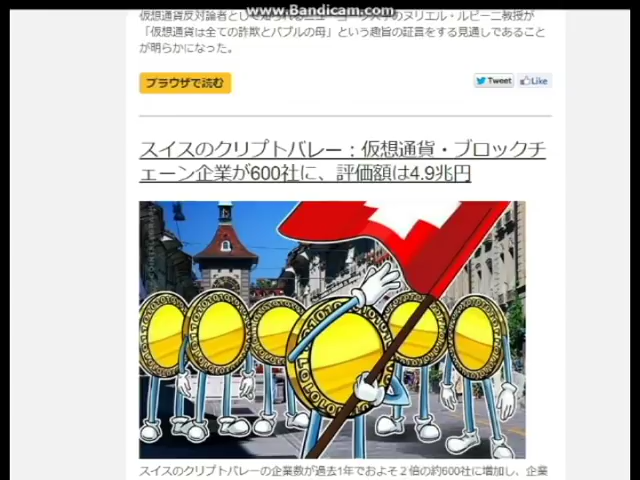 www.Bandicam.com
仮想通貨反対論者として知られるニューヨーク大学のヌリエル・ルビーニ教授が
「仮想通貨は全ての詐欺とバブルの母」という趣旨の証言をする見通しであること
が明らかになった。
ブラウザで読む
Tweet
Like
スイスのクリプトバレー：仮想通貨・ブロックチ
ェーン企業が600社に、評価額は4.9兆円
スイスのクリプトバレーの企業数が過去1年でおよそ２倍の約600社に増加し、企業